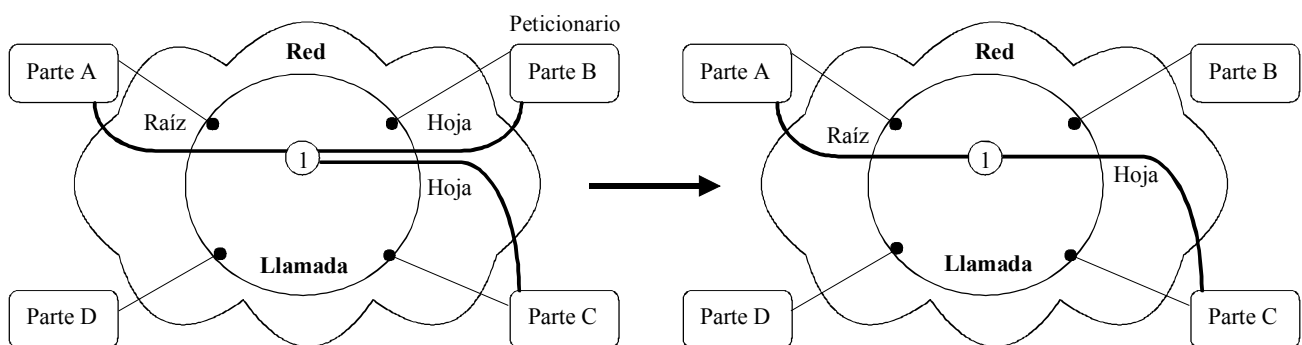 Peticionario
Parte A
Red
Parte B
Raíz
Hoja
1
Hoja
Llamada
Parte D
Parte C
Parte A
Red
Parte B
Raíz
1
Hoja
Llamada
Parte D
Parte C